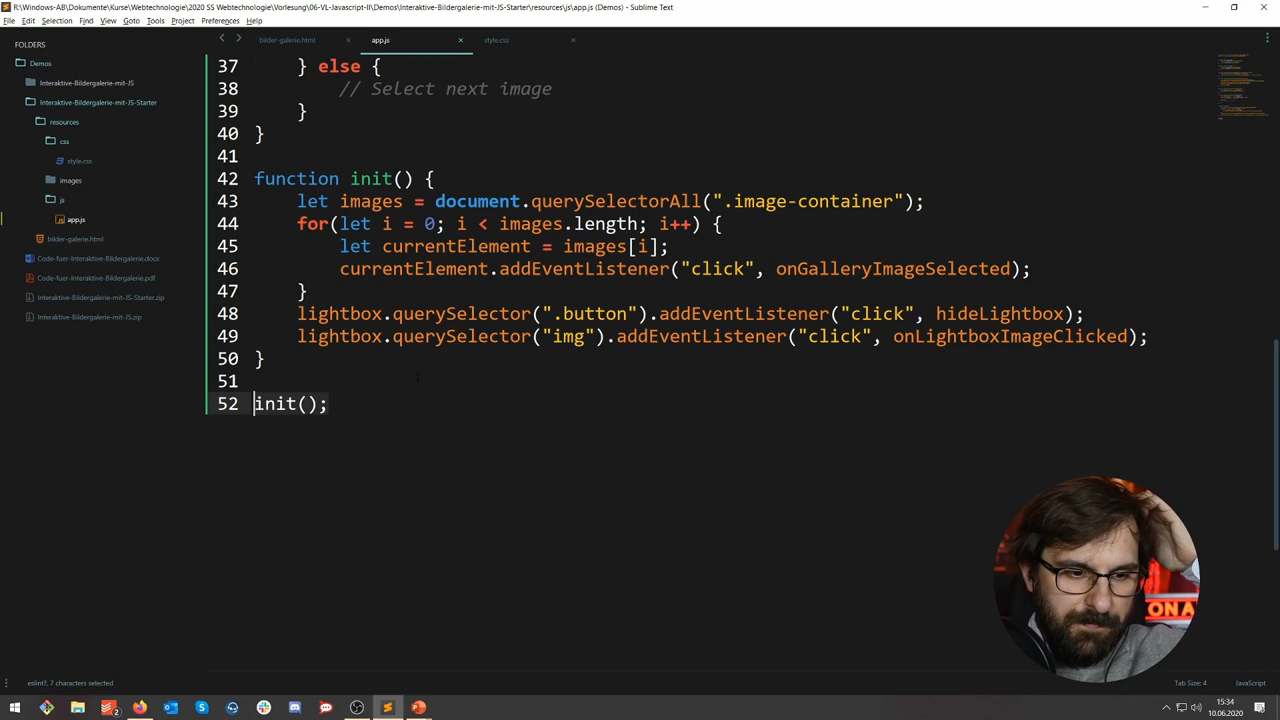 R:\Windows-AB\Dokumente\Kurse\Webtechnologie\2020 SS Webtechnologie\Vorlesung\06-VL-Javascript-II\Demos\Interaktive-Bildergalerie-mit-JS-Starter\resources\js\app.js (Demos) - Sublime Text
File Edit Selection Find View Goto Tools Project Preferences Help
FOLDERS
Demos
Interaktive-Bildergalerie-mit-JS
Interaktive-Bildergalerie-mit-JS-Starter
resources
css
style.css
images
js
app.js
bilder-galerie.html
Code-fuer-Interaktive-Bildergalerie.docx
Code-fuer-Interaktive-Bildergalerie.pdf
Interaktive-Bildergalerie-mit-JS-Starter.zip
Interaktive-Bildergalerie-mit-JS.zip
bilder-galerie.html × app.js × style.css ×
37 } else {
38 // Select next image
39 }
40 }
41
42 function init() {
43 let images = document.querySelectorAll(".image-container");
44 for(let i = 0; i < images.length; i++) {
45 let currentElement = images[i];
46 currentElement.addEventListener("click", onGalleryImageSelected);
47 }
48 lightbox.querySelector(".button").addEventListener("click", hideLightbox);
49 lightbox.querySelector("img").addEventListener("click", onLightboxImageClicked);
50 }
51
52 init();
ON A
eslint?, 7 characters selected
Tab Size: 4 JavaScript
15:34
10.06.2020